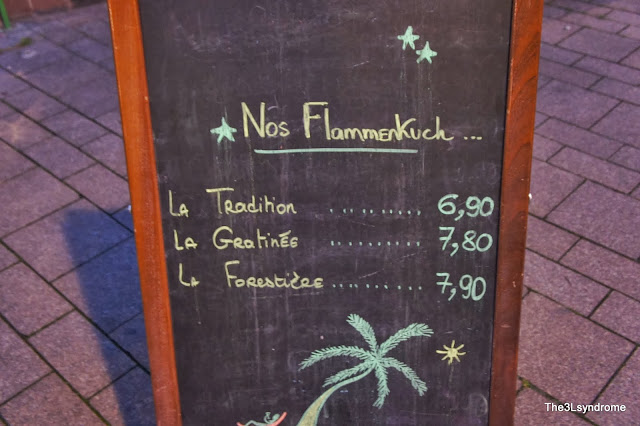 Nos Flammenkuch ...
La Tradition .......... 6,90
La Gratinée .......... 7,80
La Forestière .......... 7,90
The3Lsyndrome